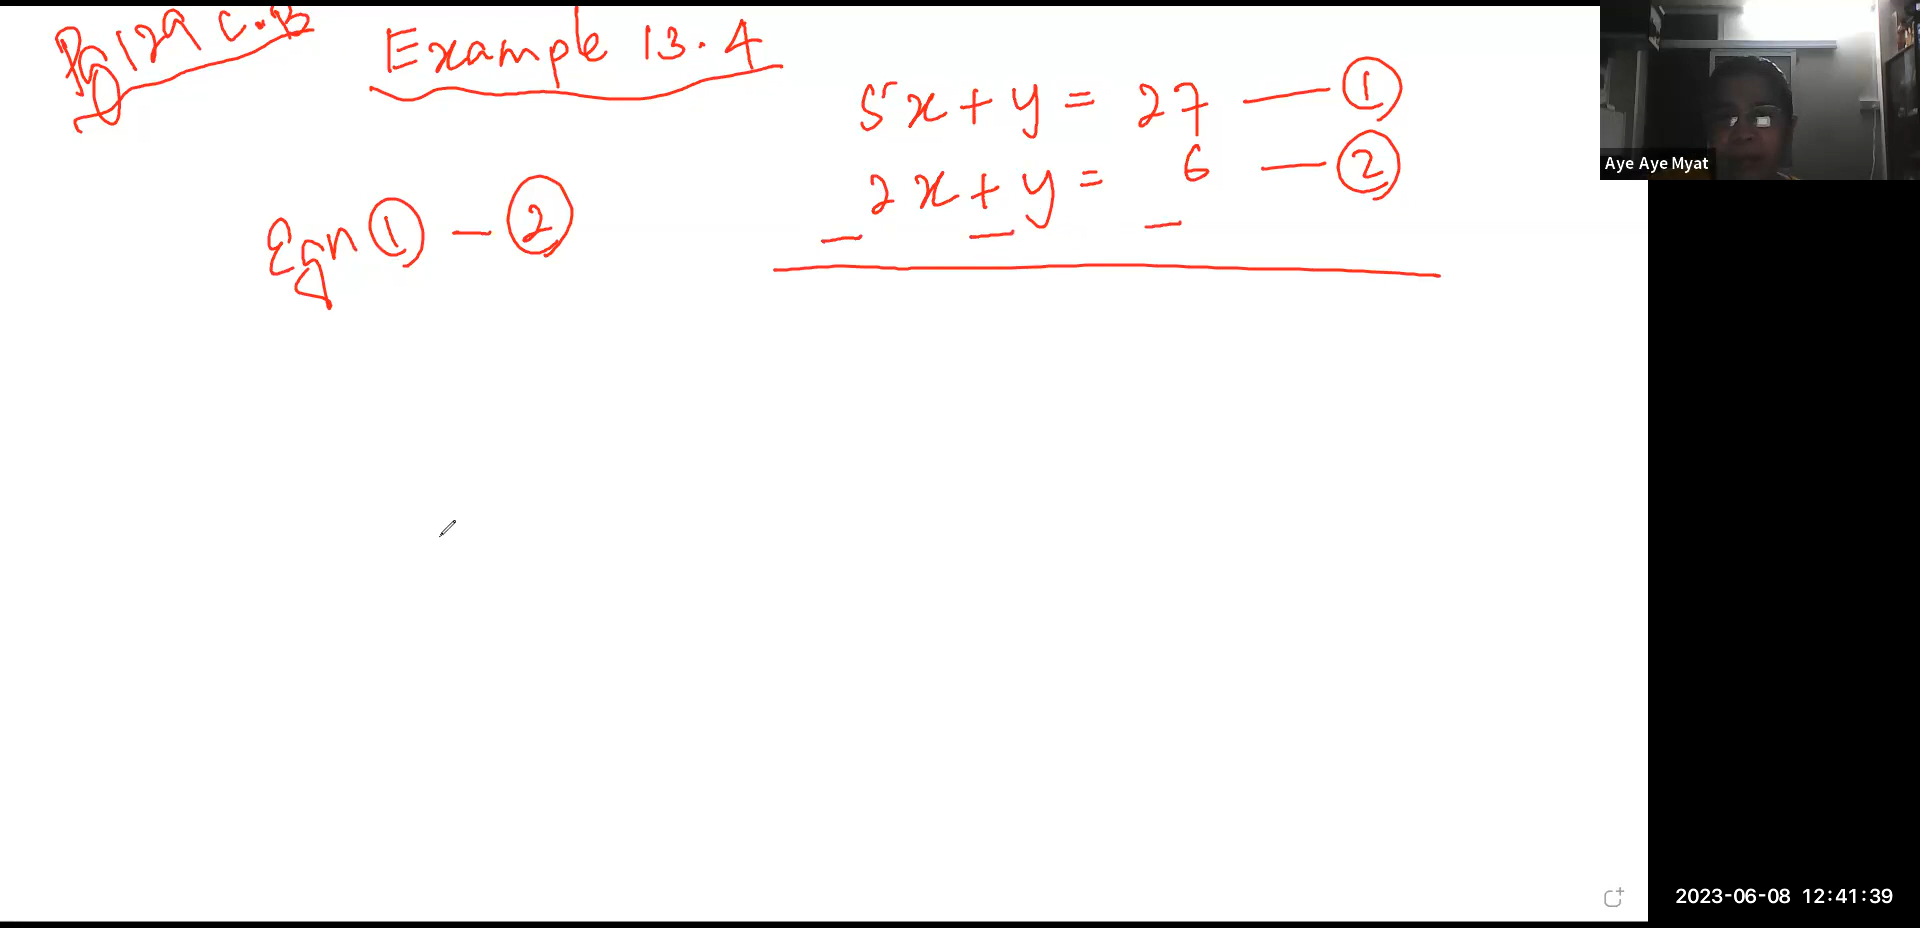 Pg 129 C.B
Example 13.4
5x + y = 27 — ①
2x + y = 6 — ②
Eqn ① - ②
— — —
Aye Aye Myat
2023-06-08 12:41:39